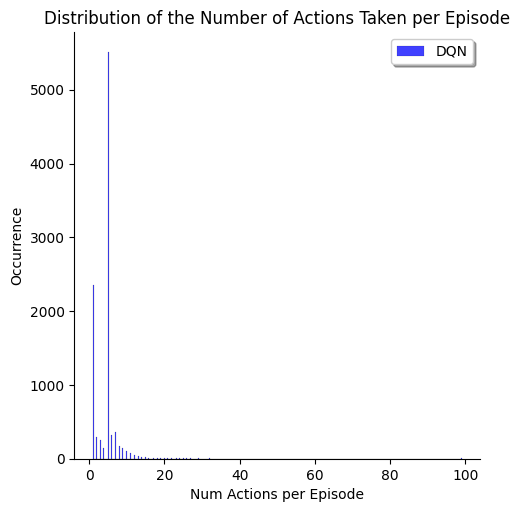 Distribution of the Number of Actions Taken per Episode
DQN
5000
4000
3000
2000
1000
0
Occurrence
0 20 40 60 80 100
Num Actions per Episode